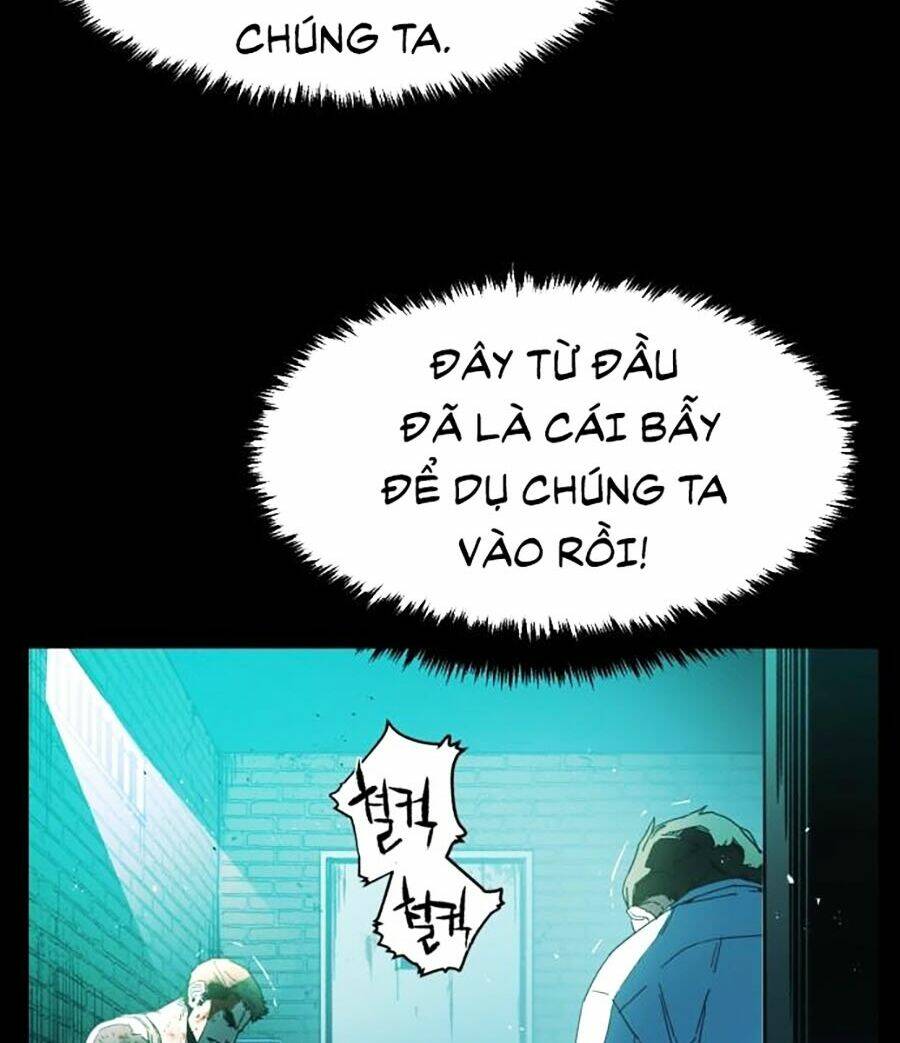 CHÚNG TA.
ĐÂY TỪ ĐẦU
ĐÃ LÀ CÁI BẪY
ĐỂ DỤ CHÚNG TA
VÀO RỒI!
철컥
철컥